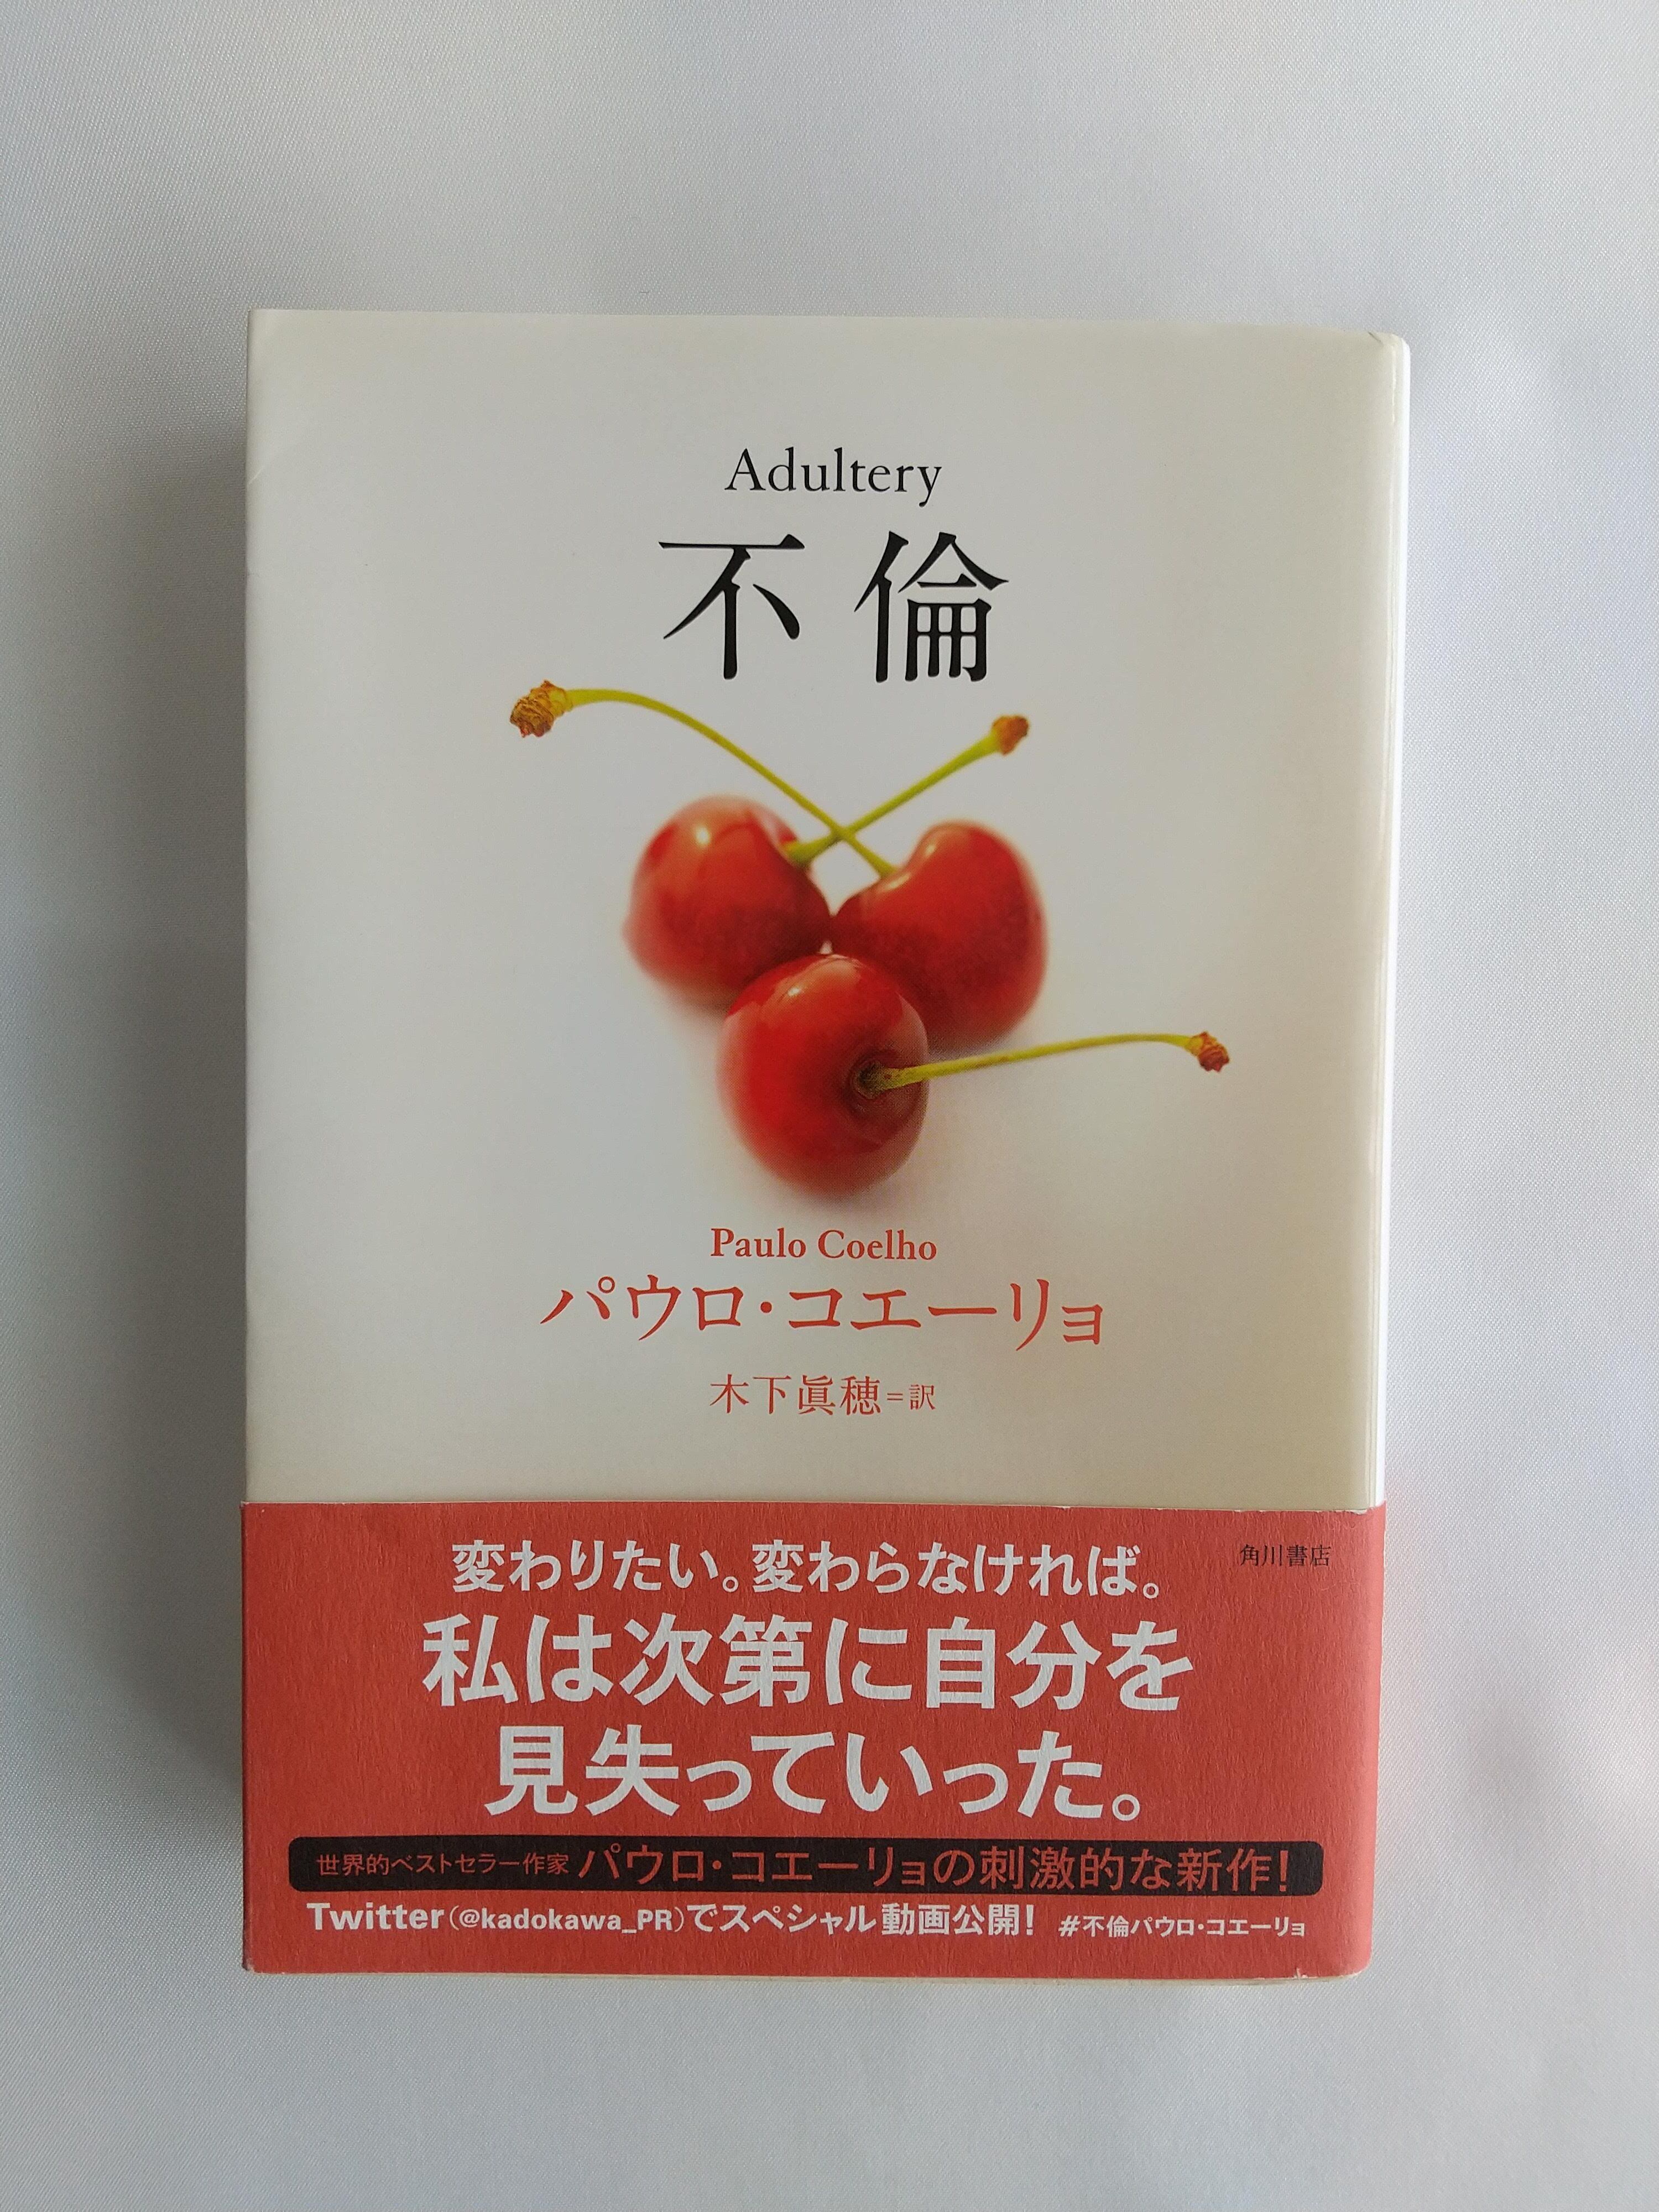 Adultery
不倫
Paulo Coelho
パウロ・コエーリョ
木下眞穂=訳
角川書店
変わりたい。変わらなければ。
私は次第に自分を
見失っていった。
世界的ベストセラー作家 パウロ・コエーリョの刺激的な新作!
Twitter(@kadokawa_PR)でスペシャル動画公開! #不倫パウロ・コエーリョ